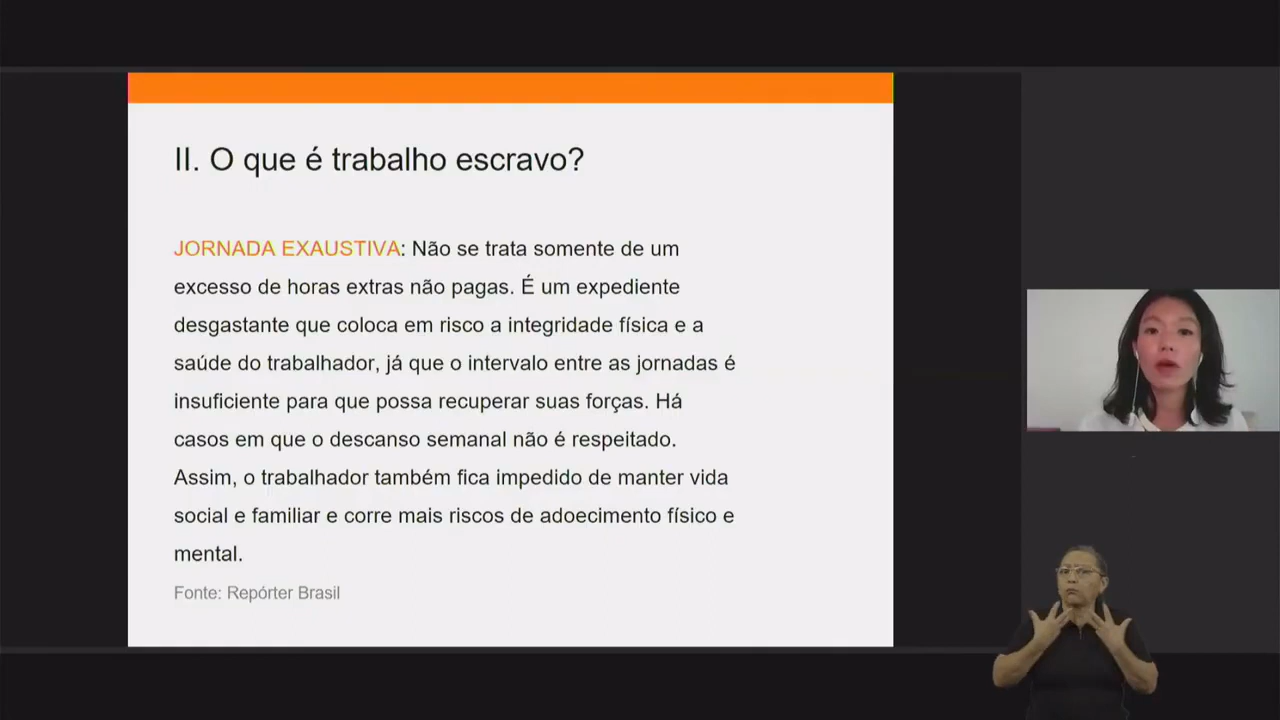 II. O que é trabalho escravo?
JORNADA EXAUSTIVA: Não se trata somente de um
excesso de horas extras não pagas. É um expediente
desgastante que coloca em risco a integridade física e a
saúde do trabalhador, já que o intervalo entre as jornadas é
insuficiente para que possa recuperar suas forças. Há
casos em que o descanso semanal não é respeitado.
Assim, o trabalhador também fica impedido de manter vida
social e familiar e corre mais riscos de adoecimento físico e
mental.
Fonte: Repórter Brasil